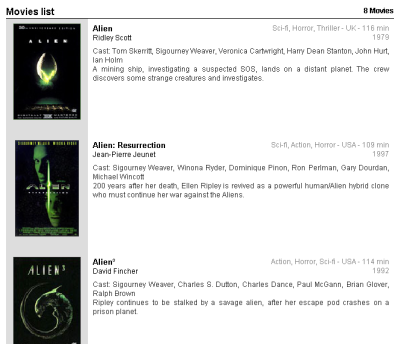 Movies list 8 Movies
Alien Sci-fi, Horror, Thriller - UK - 116 min
Ridley Scott 1979
Cast: Tom Skerritt, Sigourney Weaver, Veronica Cartwright, Harry Dean Stanton, John Hurt,
Ian Holm
A mining ship, investigating a suspected SOS, lands on a distant planet. The crew
discovers some strange creatures and investigates.
ALIEN
Alien: Resurrection Sci-Fi, Action, Horror - USA - 109 min
Jean-Pierre Jeunet 1997
Cast: Sigourney Weaver, Winona Ryder, Dominique Pinon, Ron Perlman, Gary Dourdan,
Michael Wincott
200 years after her death, Ellen Ripley is revived as a powerful human/Alien hybrid clone
who must continue her war against the Aliens.
SIGOURNEY WEAVER WINONA RYDER
ALIEN
RESURRECTION
Alien³ Action, Horror, Sci-fi - USA - 114 min
David Fincher 1992
Cast: Sigourney Weaver, Charles S. Dutton, Charles Dance, Paul McGann, Brian Glover,
Ralph Brown
Ripley continues to be stalked by a savage alien, after her escape pod crashes on a
prison planet
ALIEN³